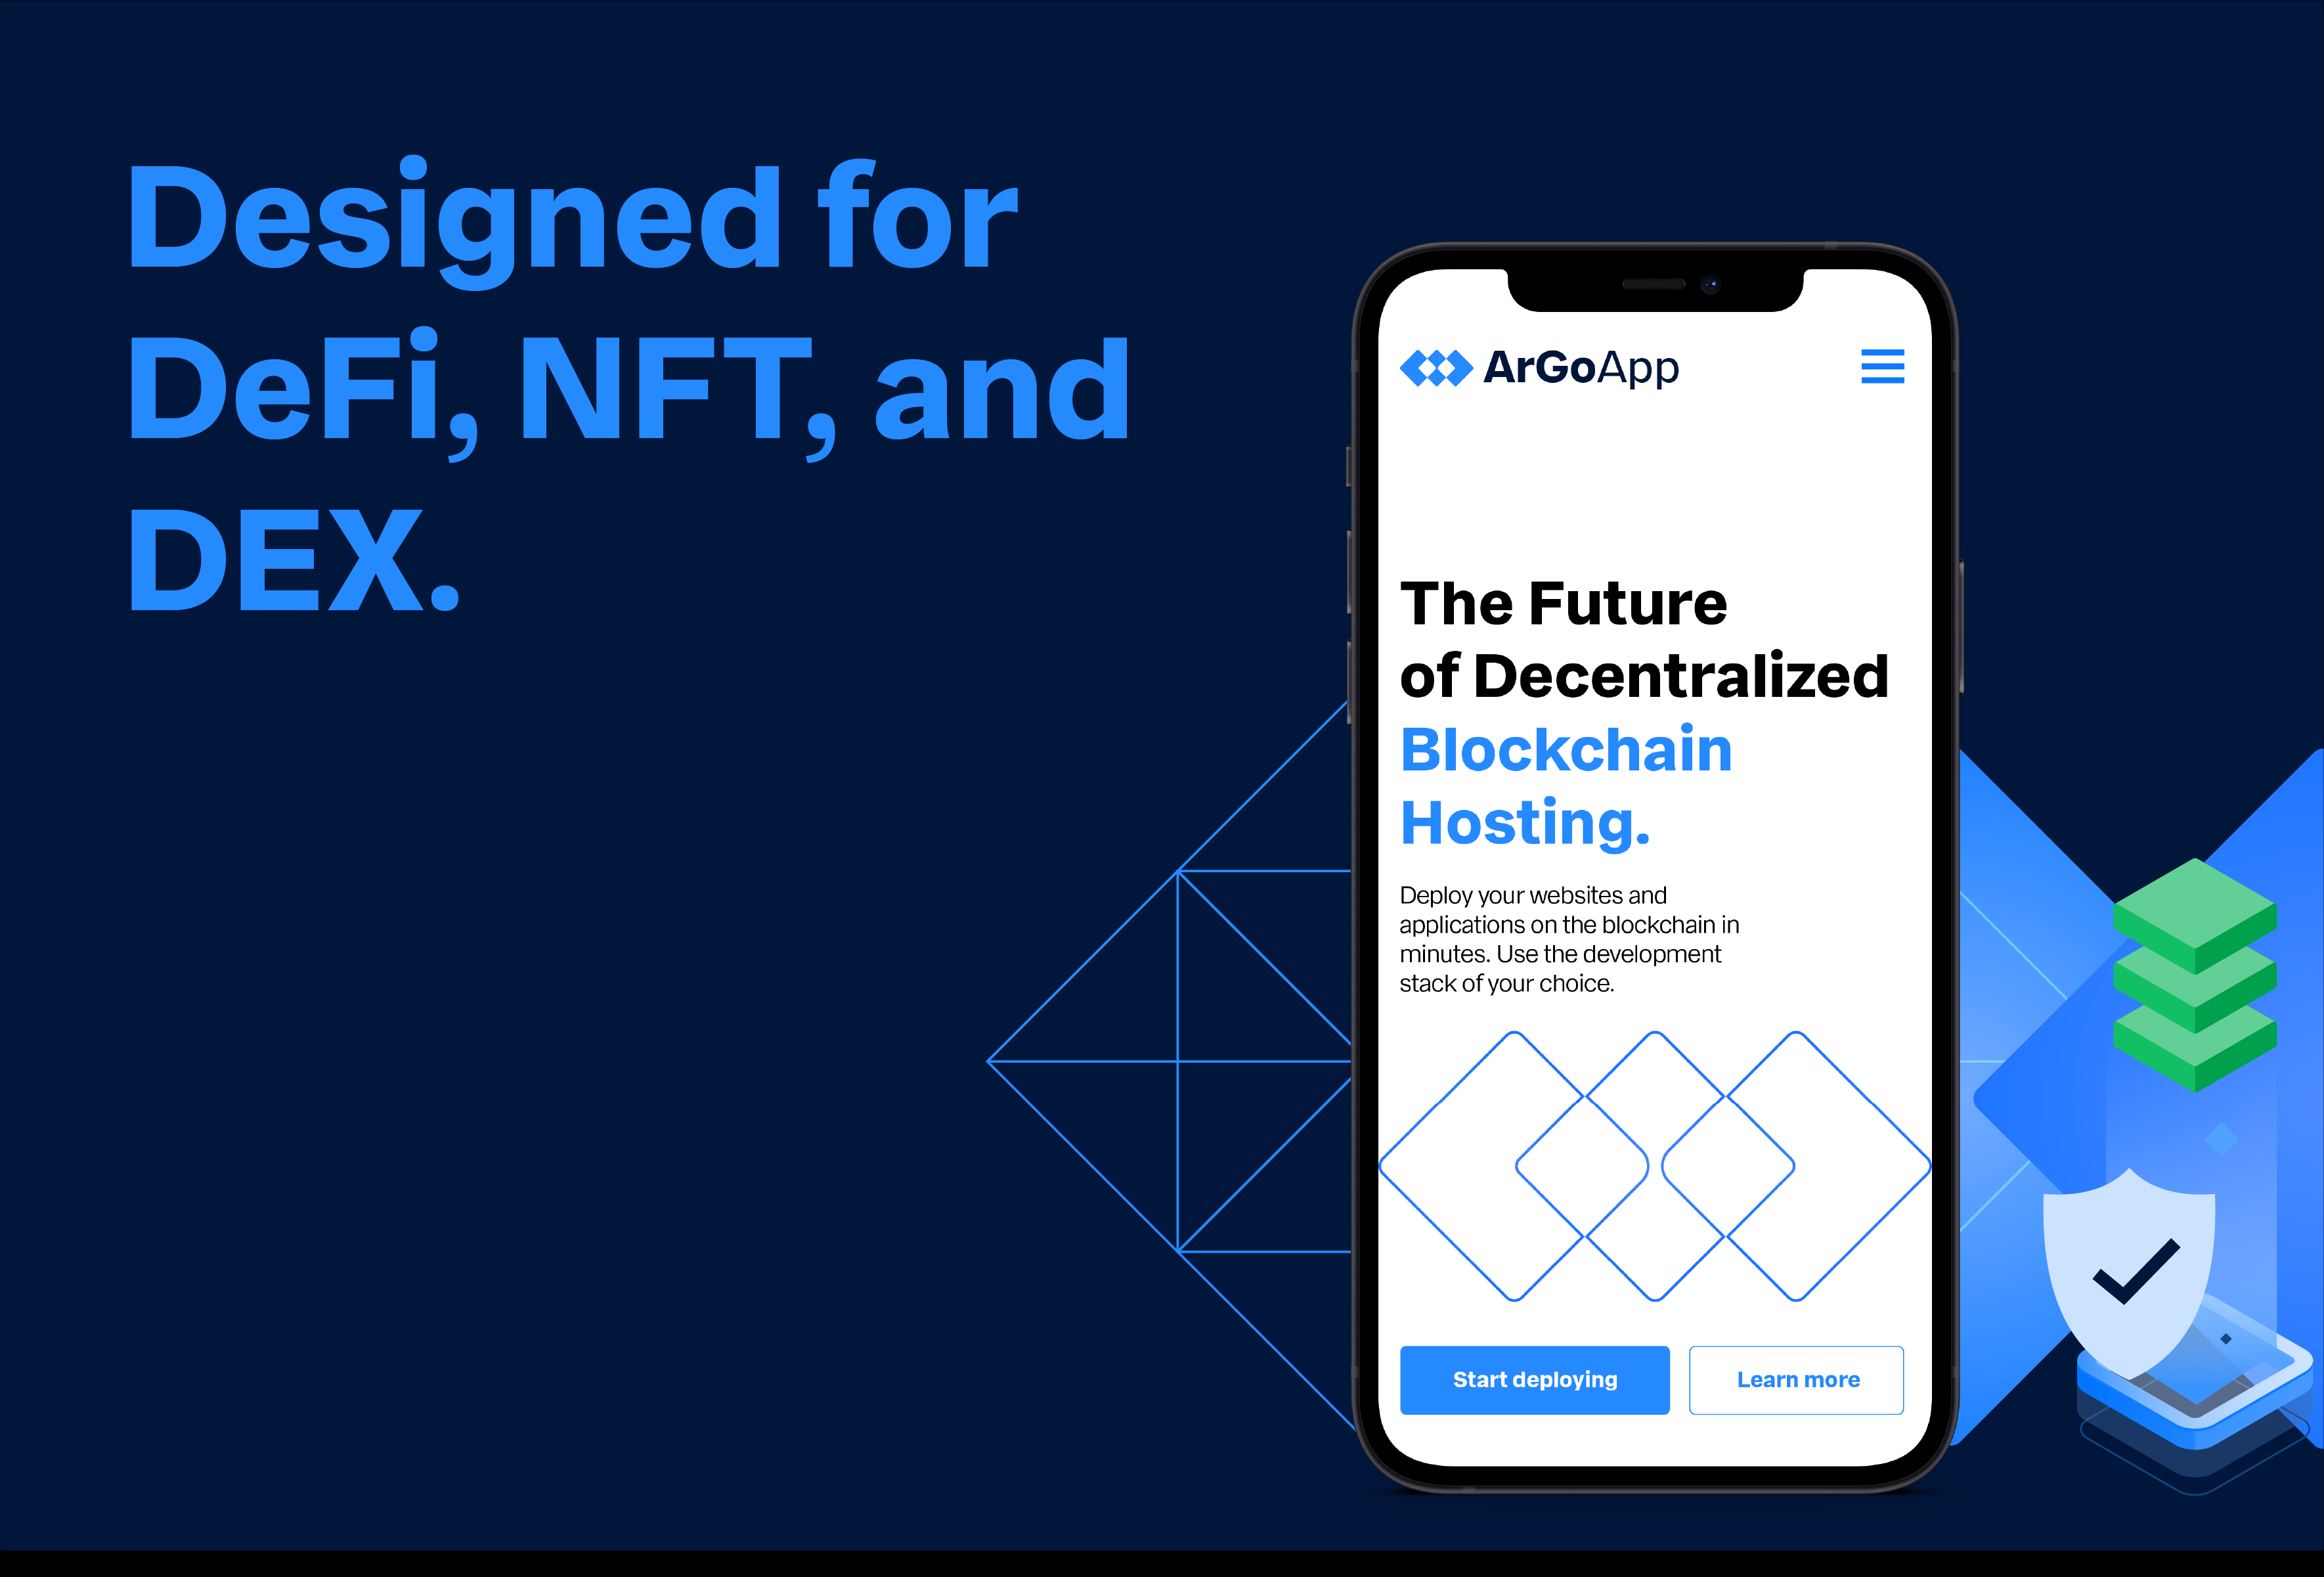 Designed for
DeFi, NFT, and
DEX.
ArGoApp
The Future
of Decentralized
Blockchain
Hosting.
Deploy your websites and
applications on the blockchain in
minutes. Use the development
stack of your choice.
Start deploying
Learn more